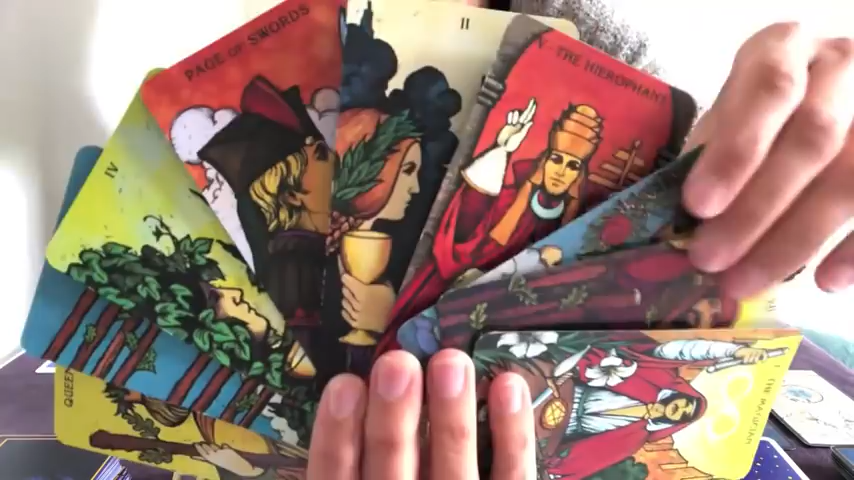 PAGE OF SWORDS
II
V THE HIEROPHANT
IV
QUEEN
I THE MAGICIAN